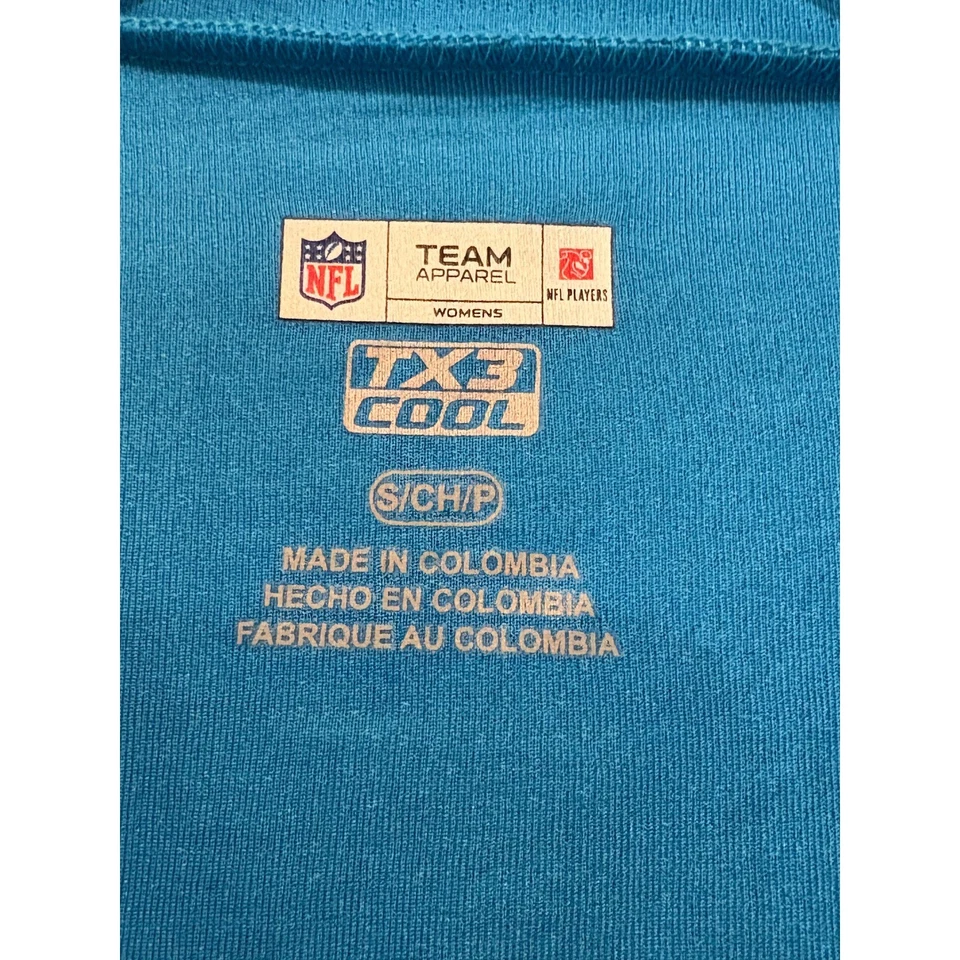 NFL
TEAM
APPAREL
WOMENS
NFL PLAYERS
TX3
COOL
S/CH/P
MADE IN COLOMBIA
HECHO EN COLOMBIA
FABRIQUE AU COLOMBIA